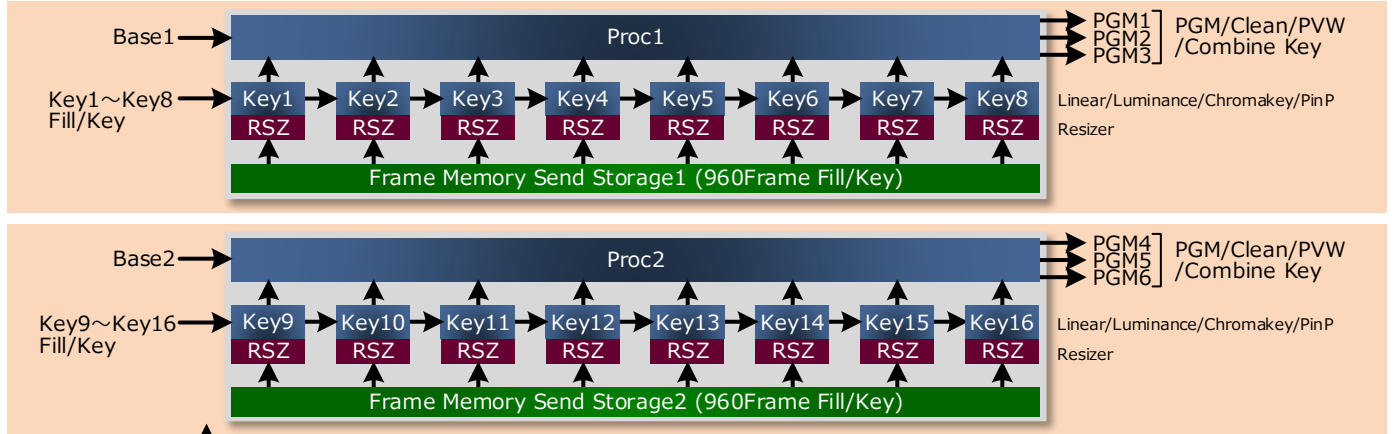 Base1
Proc1
PGM1
PGM2
PGM3
PGM/Clean/PVW
/Combine Key
Key1～Key8
Fill/Key
Key1 Key2 Key3 Key4 Key5 Key6 Key7 Key8
Linear/Luminance/Chromakey/PinP
RSZ RSZ RSZ RSZ RSZ RSZ RSZ RSZ
Resizer
Frame Memory Send Storage1 (960Frame Fill/Key)
Base2
Proc2
PGM4
PGM5
PGM6
PGM/Clean/PVW
/Combine Key
Key9～Key16
Fill/Key
Key9 Key10 Key11 Key12 Key13 Key14 Key15 Key16
Linear/Luminance/Chromakey/PinP
RSZ RSZ RSZ RSZ RSZ RSZ RSZ RSZ
Resizer
Frame Memory Send Storage2 (960Frame Fill/Key)